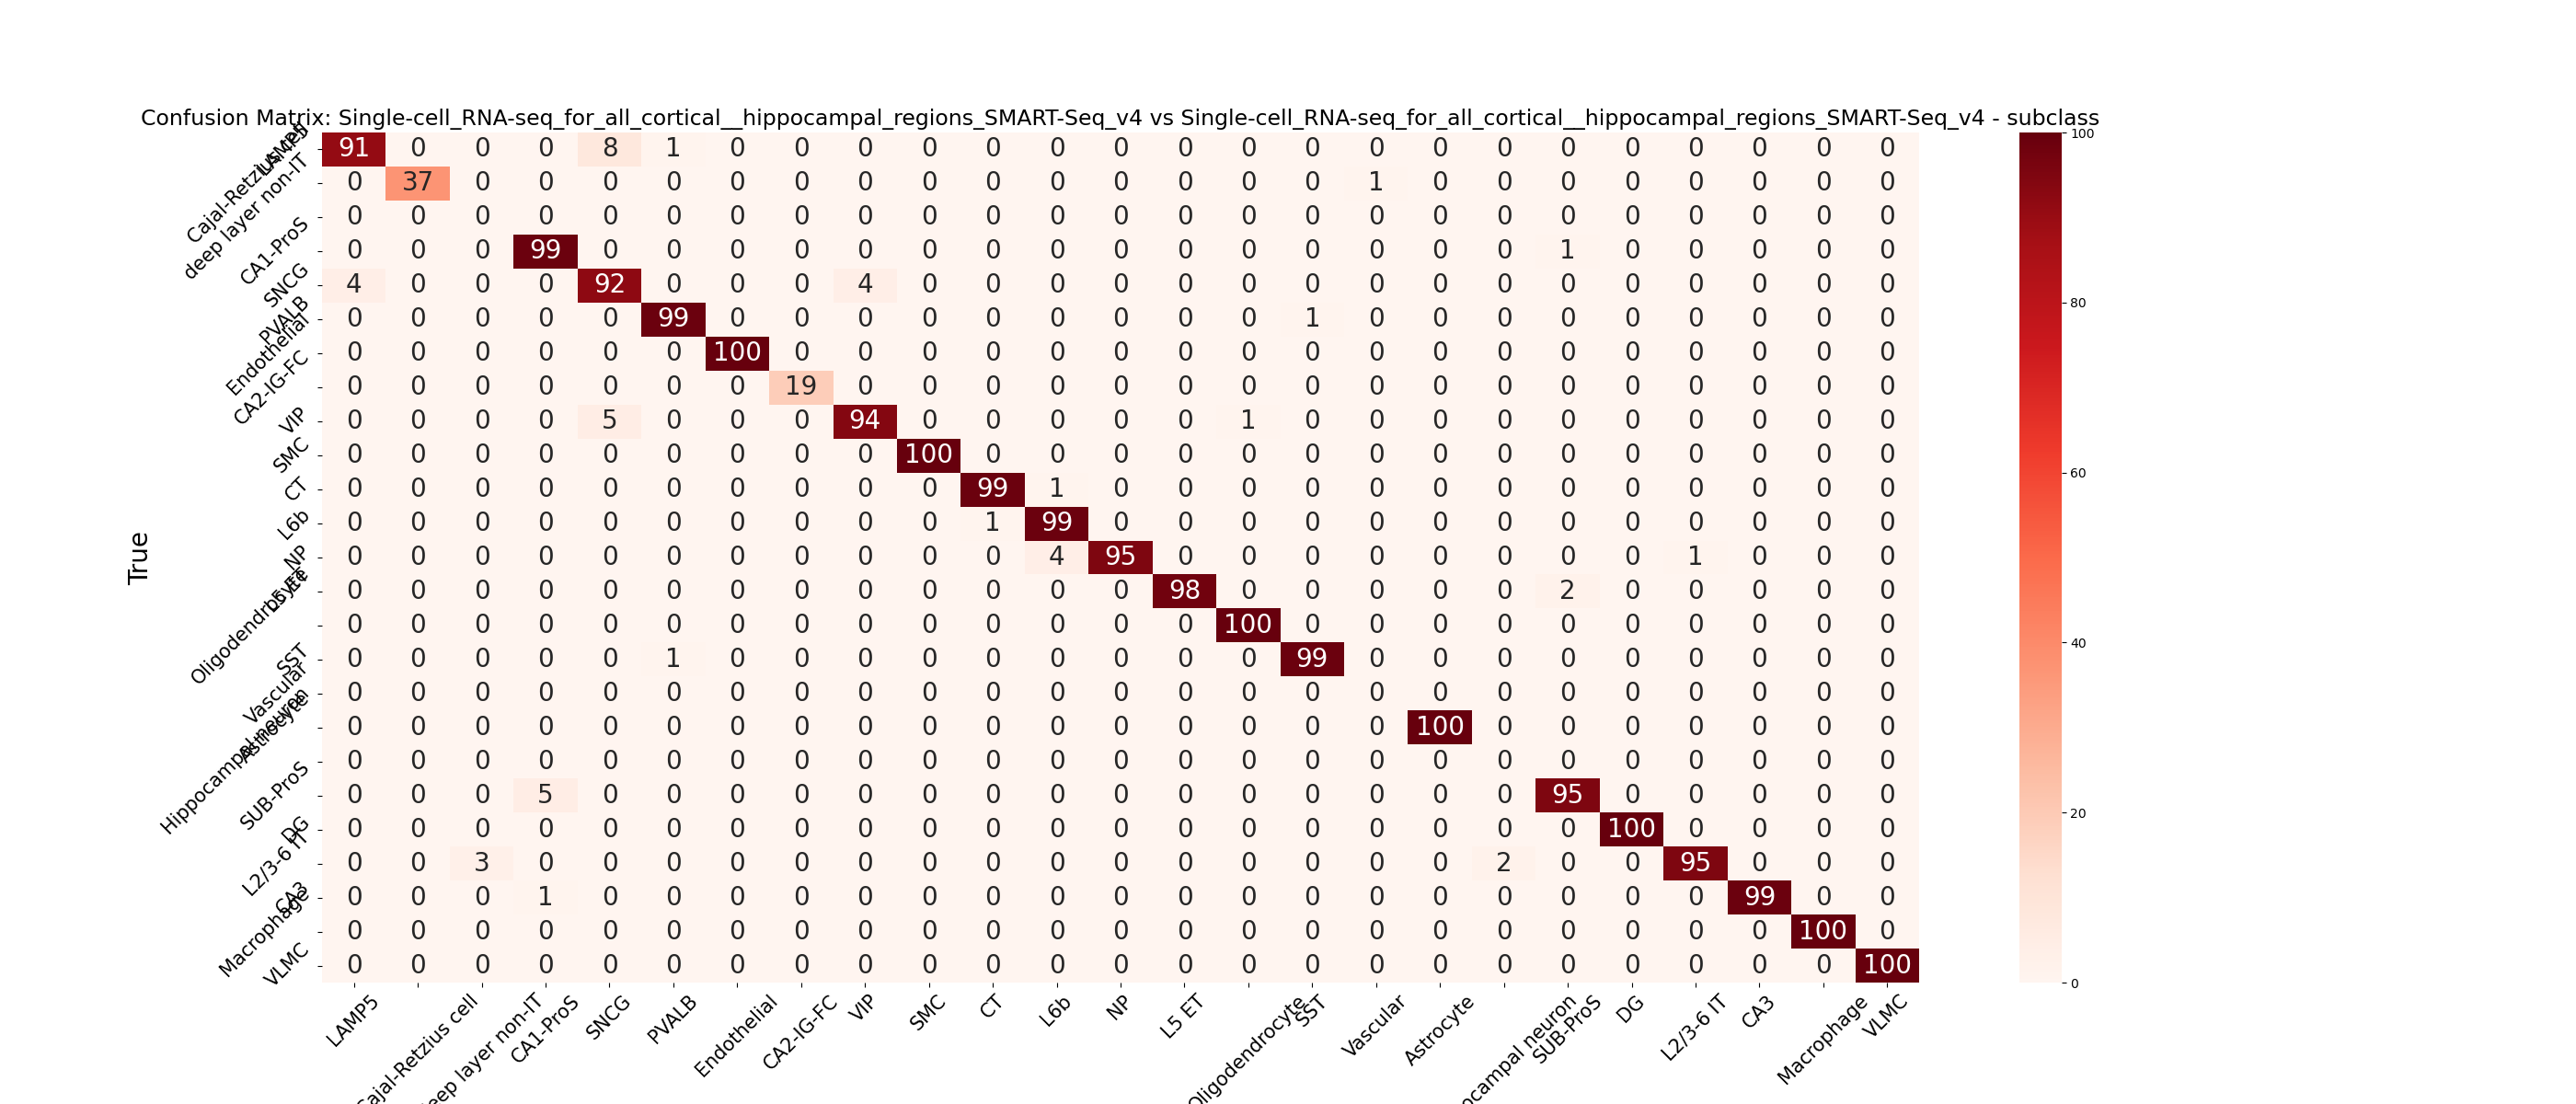 Confusion Matrix: Single-cell_RNA-seq_for_all_cortical__hippocampal_regions_SMART-Seq_v4 vs Single-cell_RNA-seq_for_all_cortical__hippocampal_regions_SMART-Seq_v4 - subclass
LAMP5 91 0 0 0 8 1 0 0 0 0 0 0 0 0 0 0 0 0 0 0 0 0 0 0 0
Cajal-Retzius cell 0 37 0 0 0 0 0 0 0 0 0 0 0 0 0 0 1 0 0 0 0 0 0 0 0
deep layer non-IT 0 0 0 0 0 0 0 0 0 0 0 0 0 0 0 0 0 0 0 0 0 0 0 0 0
CA1-ProS 0 0 0 99 0 0 0 0 0 0 0 0 0 0 0 0 0 0 0 1 0 0 0 0 0
SNCG 4 0 0 0 92 0 0 0 4 0 0 0 0 0 0 0 0 0 0 0 0 0 0 0 0
PVALB 0 0 0 0 0 99 0 0 0 0 0 0 0 0 0 1 0 0 0 0 0 0 0 0 0
Endothelial 0 0 0 0 0 0 100 0 0 0 0 0 0 0 0 0 0 0 0 0 0 0 0 0 0
CA2-IG-FC 0 0 0 0 0 0 0 19 0 0 0 0 0 0 0 0 0 0 0 0 0 0 0 0 0
VIP 0 0 0 0 5 0 0 0 94 0 0 0 0 0 1 0 0 0 0 0 0 0 0 0 0
SMC 0 0 0 0 0 0 0 0 0 100 0 0 0 0 0 0 0 0 0 0 0 0 0 0 0
CT 0 0 0 0 0 0 0 0 0 0 99 1 0 0 0 0 0 0 0 0 0 0 0 0 0
L6b 0 0 0 0 0 0 0 0 0 0 1 99 0 0 0 0 0 0 0 0 0 0 0 0 0
NP 0 0 0 0 0 0 0 0 0 0 0 4 95 0 0 0 0 0 0 0 0 1 0 0 0
L5 ET 0 0 0 0 0 0 0 0 0 0 0 0 0 98 0 0 0 0 0 2 0 0 0 0 0
Oligodendrocyte 0 0 0 0 0 0 0 0 0 0 0 0 0 0 100 0 0 0 0 0 0 0 0 0 0
SST 0 0 0 0 0 1 0 0 0 0 0 0 0 0 0 99 0 0 0 0 0 0 0 0 0
Vascular 0 0 0 0 0 0 0 0 0 0 0 0 0 0 0 0 0 0 0 0 0 0 0 0 0
Astrocyte 0 0 0 0 0 0 0 0 0 0 0 0 0 0 0 0 0 100 0 0 0 0 0 0 0
Hippocampal neuron 0 0 0 0 0 0 0 0 0 0 0 0 0 0 0 0 0 0 0 0 0 0 0 0 0
SUB-ProS 0 0 0 5 0 0 0 0 0 0 0 0 0 0 0 0 0 0 0 95 0 0 0 0 0
DG 0 0 0 0 0 0 0 0 0 0 0 0 0 0 0 0 0 0 0 0 100 0 0 0 0
L2/3-6 IT 0 0 3 0 0 0 0 0 0 0 0 0 0 0 0 0 0 0 2 0 0 95 0 0 0
CA3 0 0 0 1 0 0 0 0 0 0 0 0 0 0 0 0 0 0 0 0 0 0 99 0 0
Macrophage 0 0 0 0 0 0 0 0 0 0 0 0 0 0 0 0 0 0 0 0 0 0 0 100 0
VLMC 0 0 0 0 0 0 0 0 0 0 0 0 0 0 0 0 0 0 0 0 0 0 0 0 100
True
LAMP5
Cajal-Retzius cell
deep layer non-IT
CA1-ProS
SNCG
PVALB
Endothelial
CA2-IG-FC
VIP
SMC
CT
L6b
NP
L5 ET
Oligodendrocyte
SST
Vascular
Astrocyte
neuron
SUB-ProS
DG
L2/3-6 IT
CA3
Macrophage
VLMC
100
80
60
40
20
0